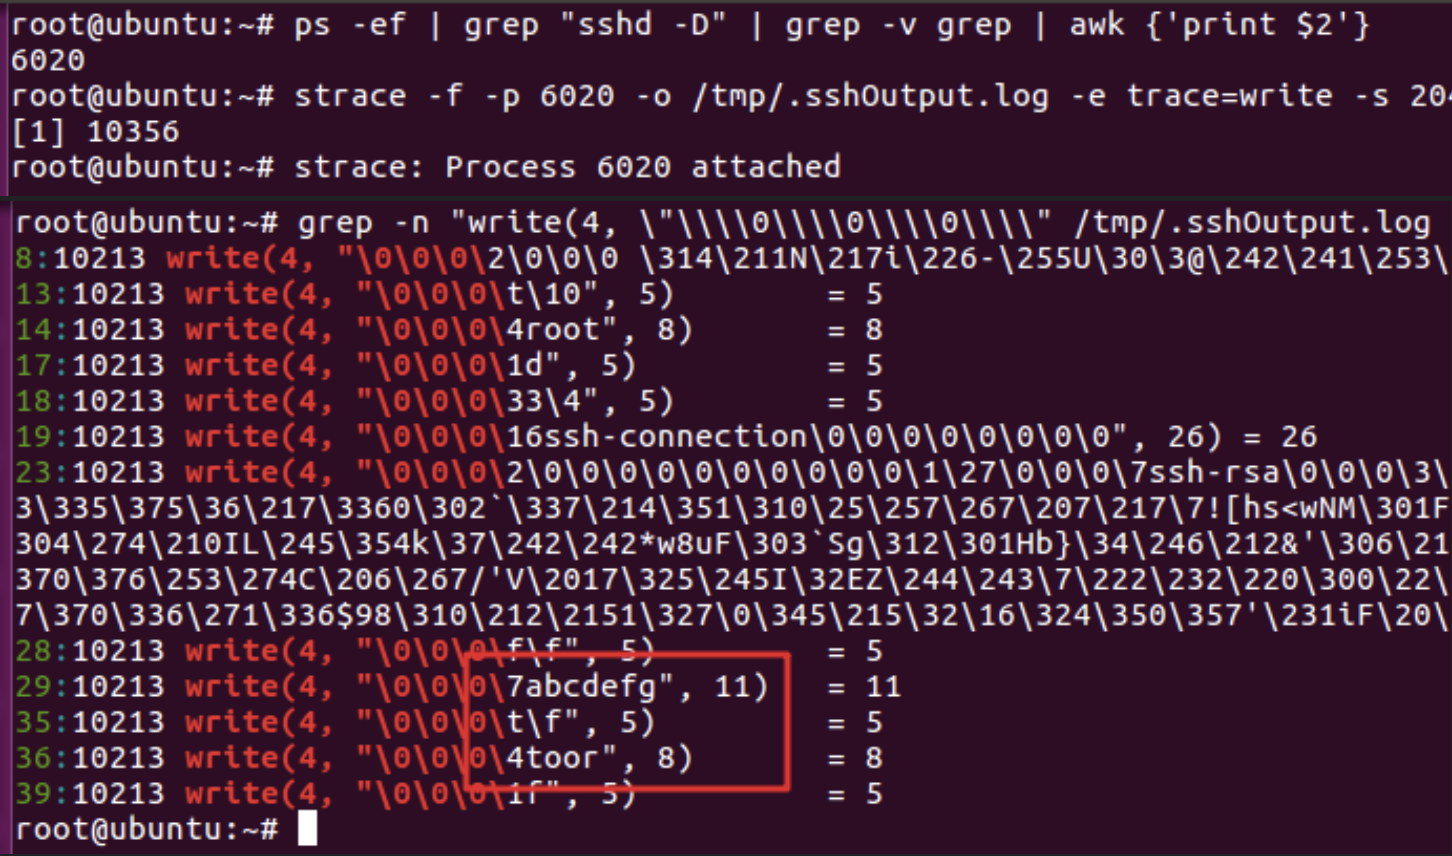 root@ubuntu:~# ps -ef | grep "sshd -D" | grep -v grep | awk {'print $2'}
6020
root@ubuntu:~# strace -f -p 6020 -o /tmp/.sshOutput.log -e trace=write -s 204
[1] 10356
root@ubuntu:~# strace: Process 6020 attached
root@ubuntu:~# grep -n "write(4, \"\\\\0\\\\0\\\\0\\\\" /tmp/.sshOutput.log
8:10213 write(4, "\0\0\0\2\0\0\0 \314\211N\217i\226-\255U\30\3@\242\241\253\
13:10213 write(4, "\0\0\0\t\10", 5)        = 5
14:10213 write(4, "\0\0\0\4root", 8)       = 8
17:10213 write(4, "\0\0\0\1d", 5)          = 5
18:10213 write(4, "\0\0\0\33\4", 5)        = 5
19:10213 write(4, "\0\0\0\16ssh-connection\0\0\0\0\0\0\0\0", 26) = 26
23:10213 write(4, "\0\0\0\2\0\0\0\0\0\0\0\0\0\0\1\27\0\0\0\7ssh-rsa\0\0\0\3\
3\335\375\36\217\3360\302`\337\214\351\310\25\257\267\207\217\7![hs<wNM\301F
304\274\210IL\245\354k\37\242\242*w8uF\303`Sg\312\301Hb}\34\246\212&'\306\21
370\376\253\274C\206\267/'V\2017\325\245I\32EZ\244\243\7\222\232\220\300\22\
7\370\336\271\336$98\310\212\2151\327\0\345\215\32\16\324\350\357'\231iF\20\
28:10213 write(4, "\0\0\0\f\f", 5)         = 5
29:10213 write(4, "\0\0\0\7abcdefg", 11)   = 11
35:10213 write(4, "\0\0\0\t\f", 5)         = 5
36:10213 write(4, "\0\0\0\4toor", 8)       = 8
39:10213 write(4, "\0\0\0\1f", 5)          = 5
root@ubuntu:~#